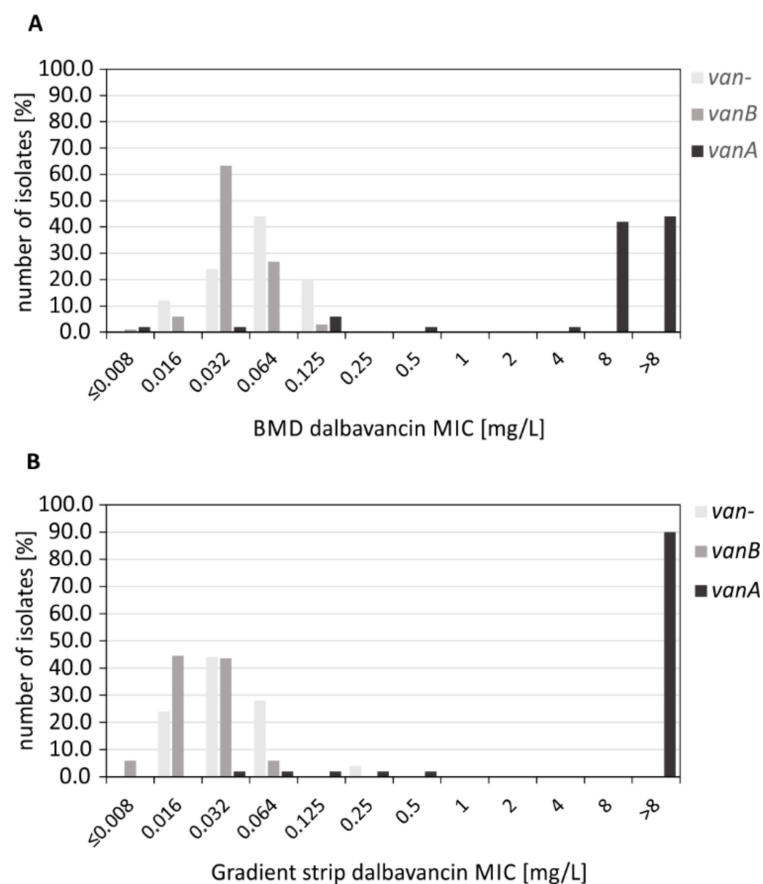 A
100.0
90.0
80.0
70.0
60.0
50.0
40.0
30.0
20.0
10.0
0.0
number of isolates [%]
van-
vanB
vanA
≤0.008 0.016 0.032 0.064 0.125 0.25 0.5 1 2 4 8 >8
BMD dalbavancin MIC [mg/L]
B
100.0
90.0
80.0
70.0
60.0
50.0
40.0
30.0
20.0
10.0
0.0
number of isolates [%]
van-
vanB
vanA
≤0.008 0.016 0.032 0.064 0.125 0.25 0.5 1 2 4 8 >8
Gradient strip dalbavancin MIC [mg/L]